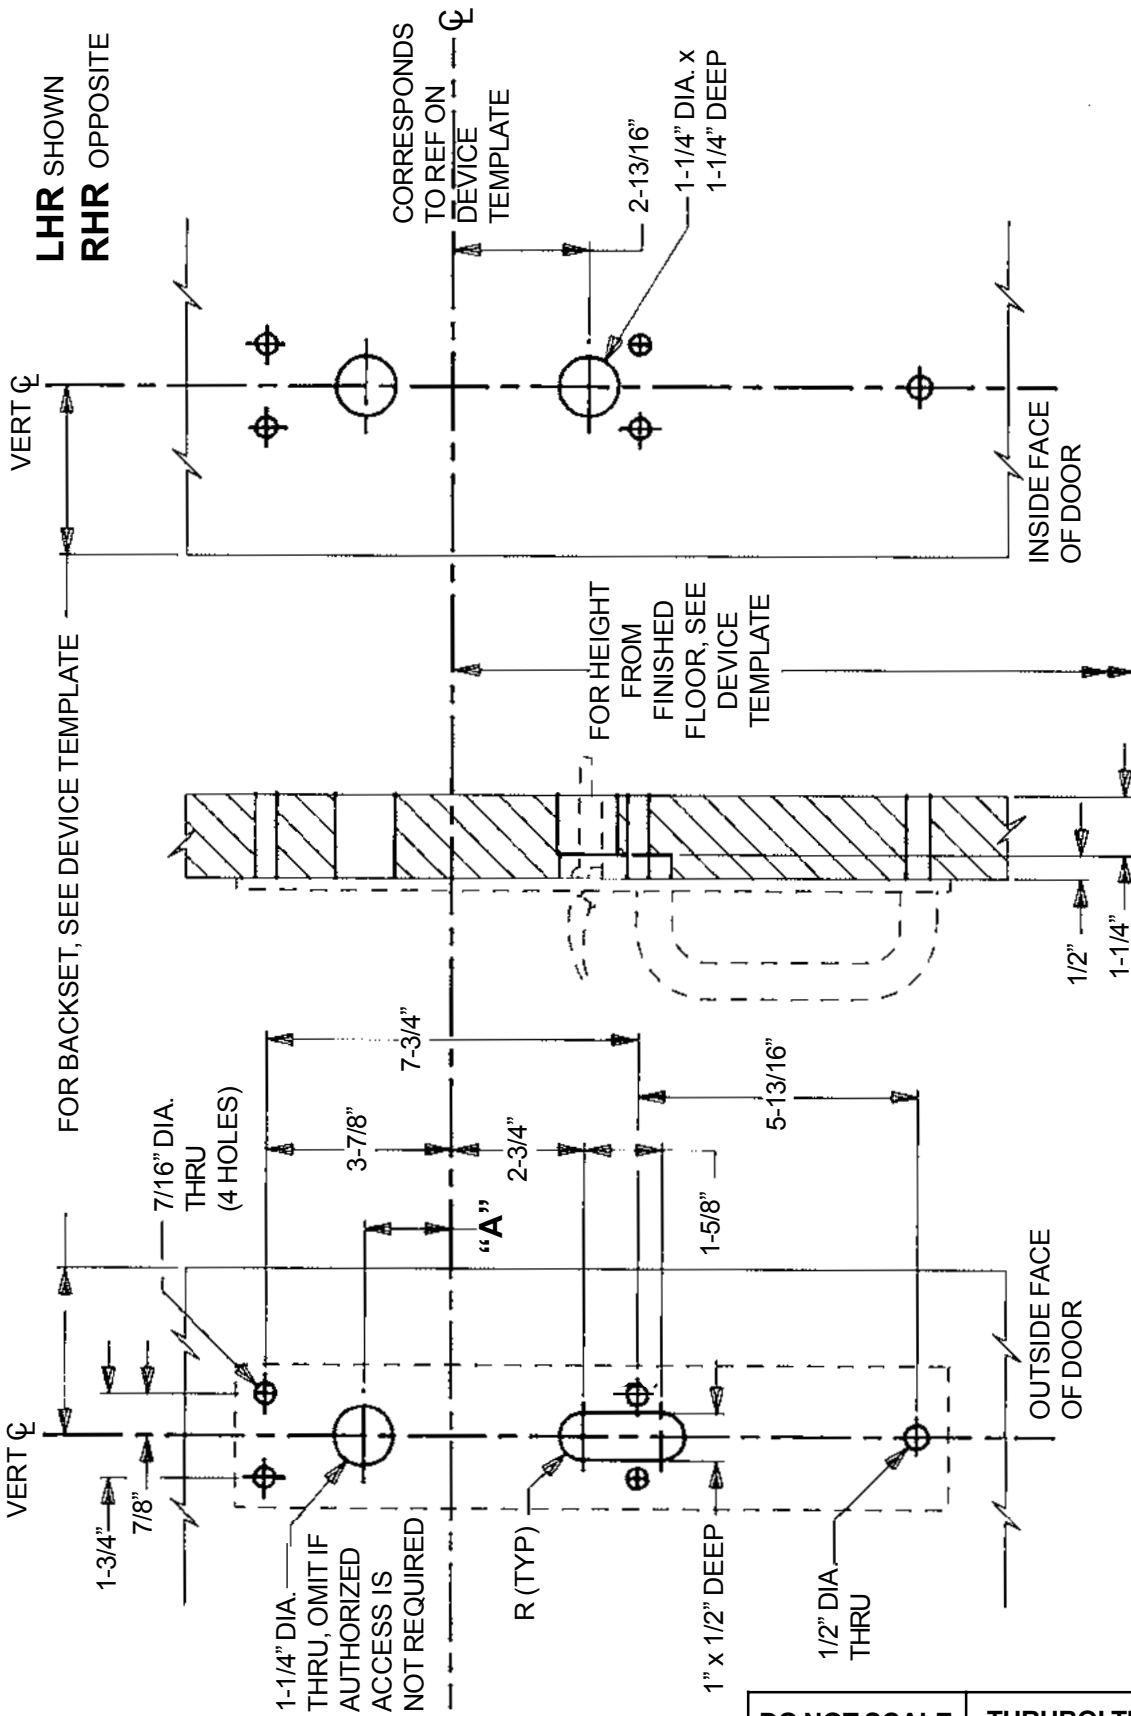 LHR SHOWN
RHR OPPOSITE
VERT ℄
CORRESPONDS
TO REF ON
DEVICE
TEMPLATE
℄
2-13/16”
1-1/4” DIA. x
1-1/4” DEEP
INSIDE FACE
OF DOOR
FOR BACKSET, SEE DEVICE TEMPLATE
FOR HEIGHT
FROM
FINISHED
FLOOR, SEE
DEVICE
TEMPLATE
1/2”
1-1/4”
7/16” DIA.
THRU
(4 HOLES)
7-3/4”
3-7/8”
2-3/4”
5-13/16”
“A”
1-5/8”
OUTSIDE FACE
OF DOOR
VERT ℄
1-3/4”
7/8”
1-1/4” DIA.
THRU, OMIT IF
AUTHORIZED
ACCESS IS
NOT REQUIRED
R (TYP)
1” x 1/2” DEEP
1/2” DIA.
THRU